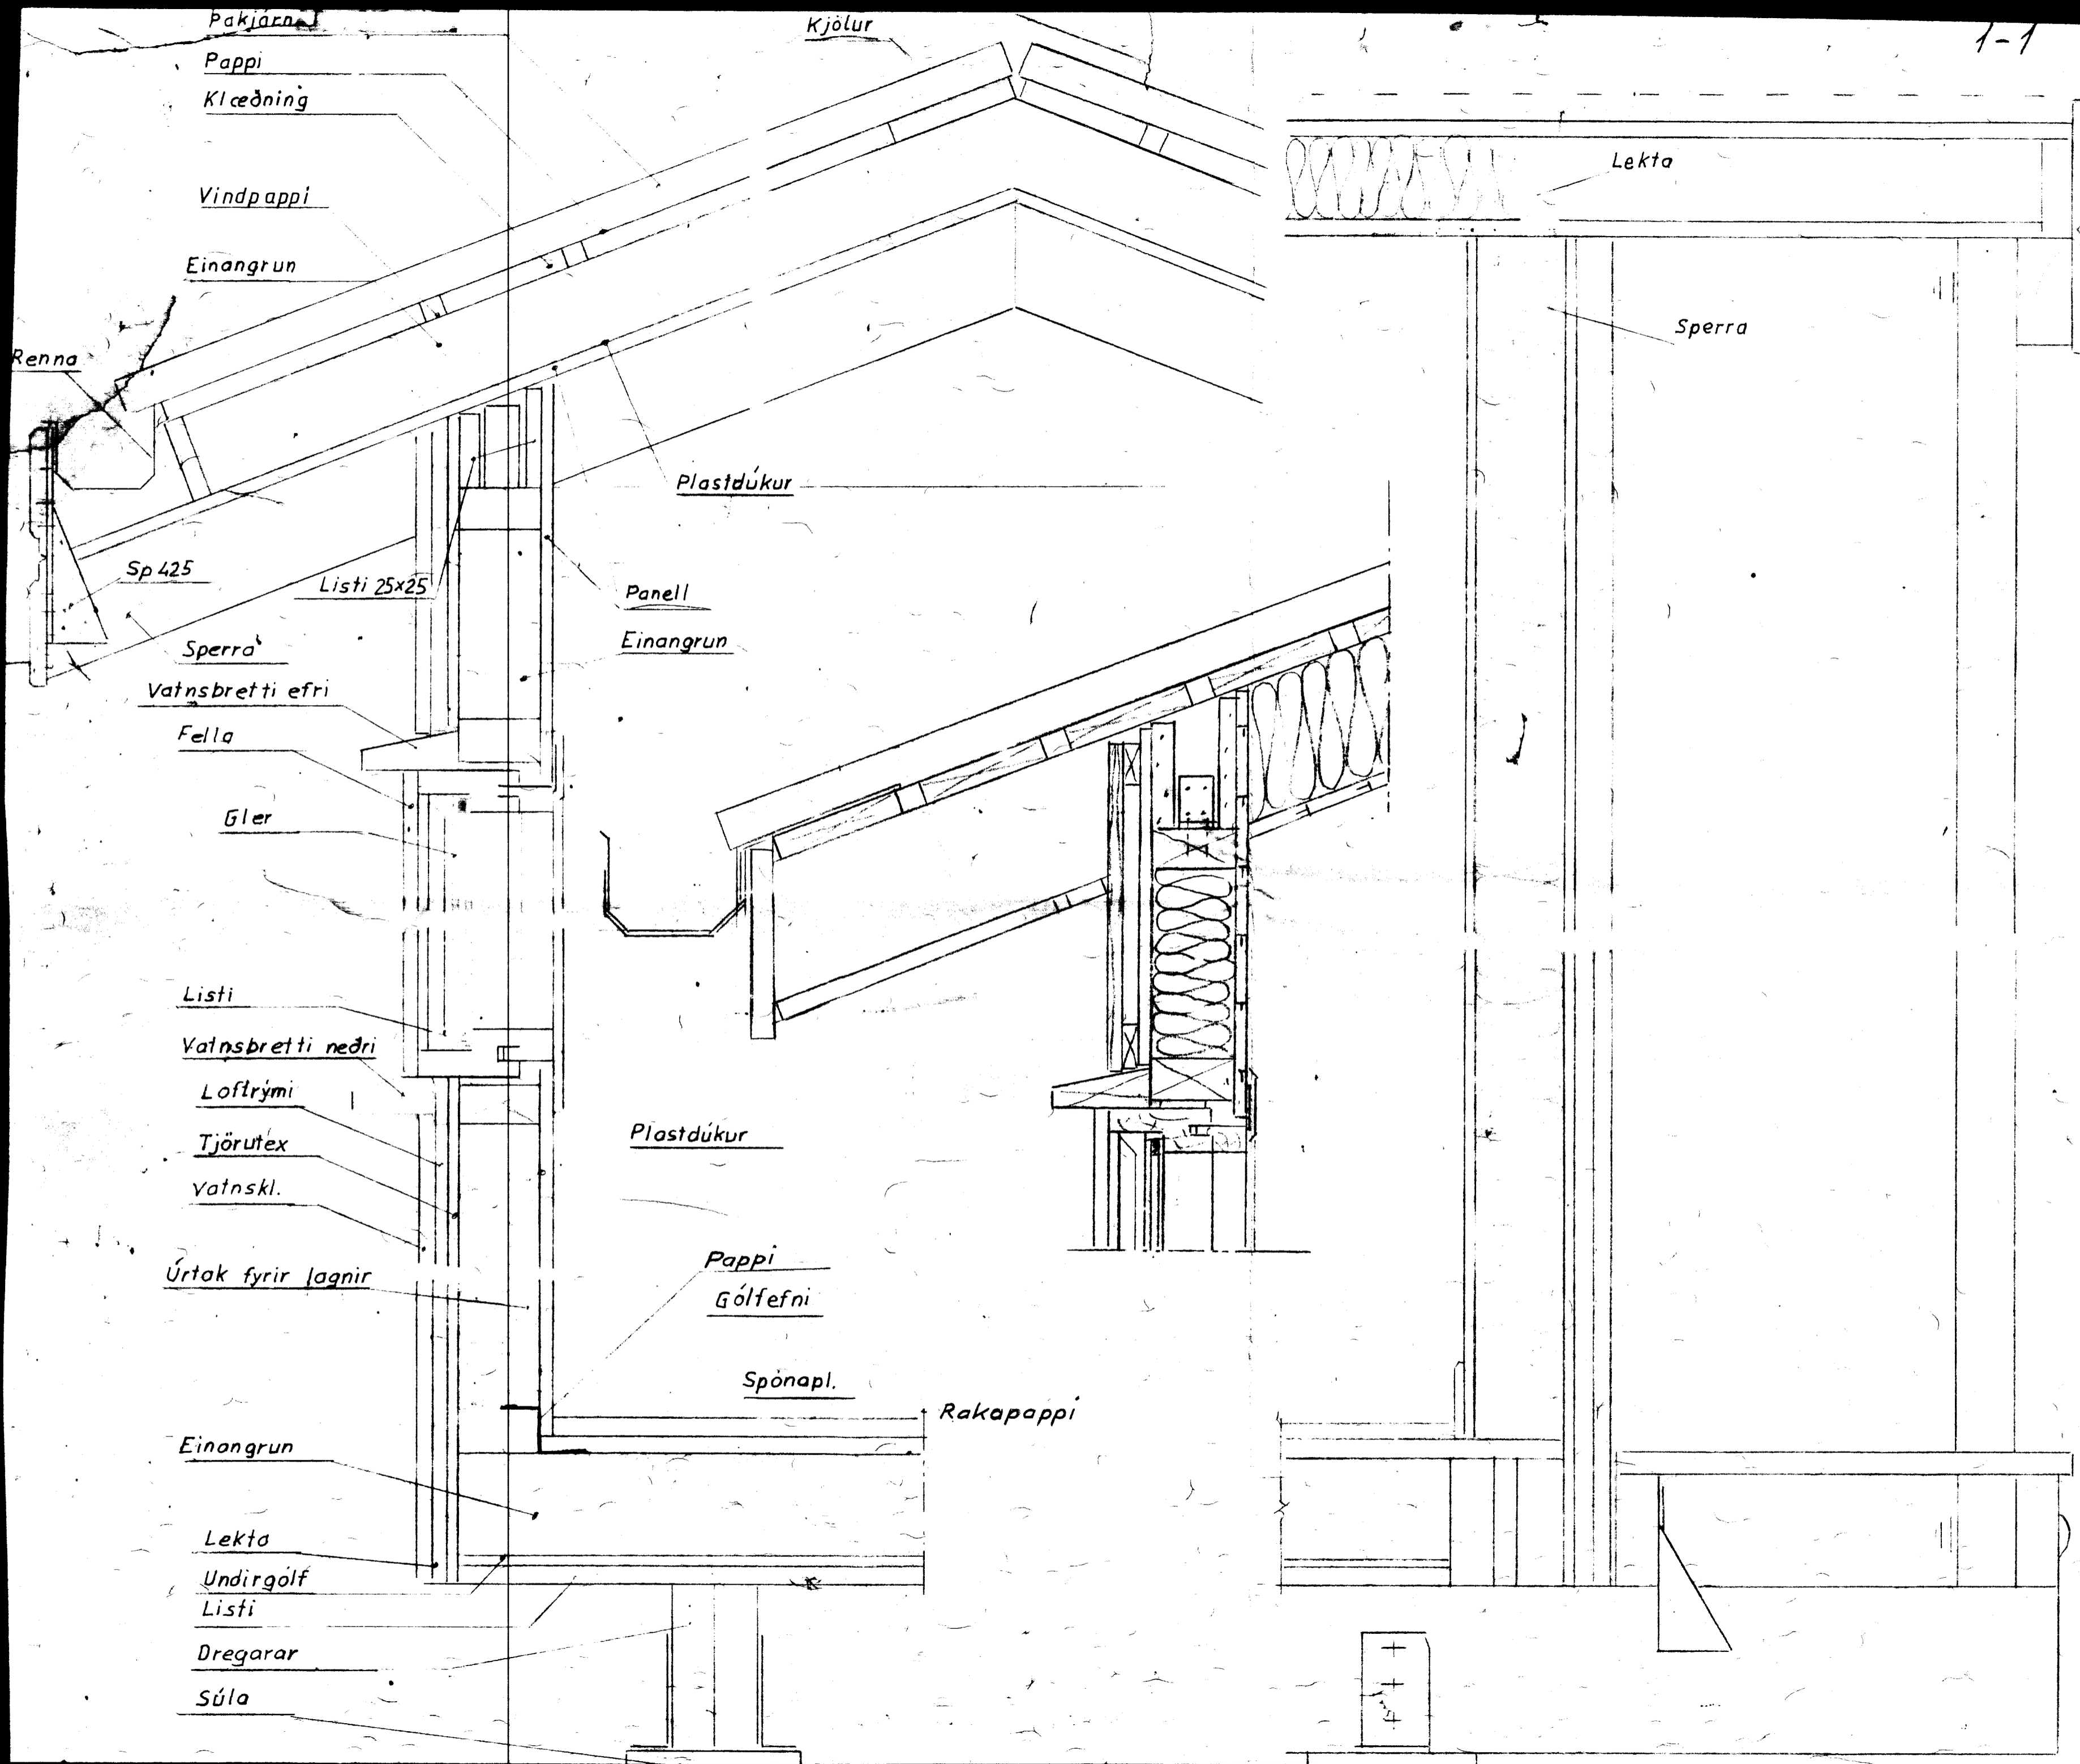 Þakjárn
Kjölur
1-1
Pappi
Klæðning
Lekta
Vindpappi
Einangrun
Sperra
Renna
Plastdúkur
Sp 425
Listi 25x25
Panell
Einangrun
Sperra
Vatnsbretti efri
Fella
Gler
Listi
Vatnsbretti neðri
Loftrými
Plastdúkur
Tjörutex
Vatnskl.
Pappi
Úrtak fyrir lagnir
Gólfefni
Spónapl.
Rakapappi
Einangrun
Lekta
Undirgólf
Listi
Dregarar
Súla